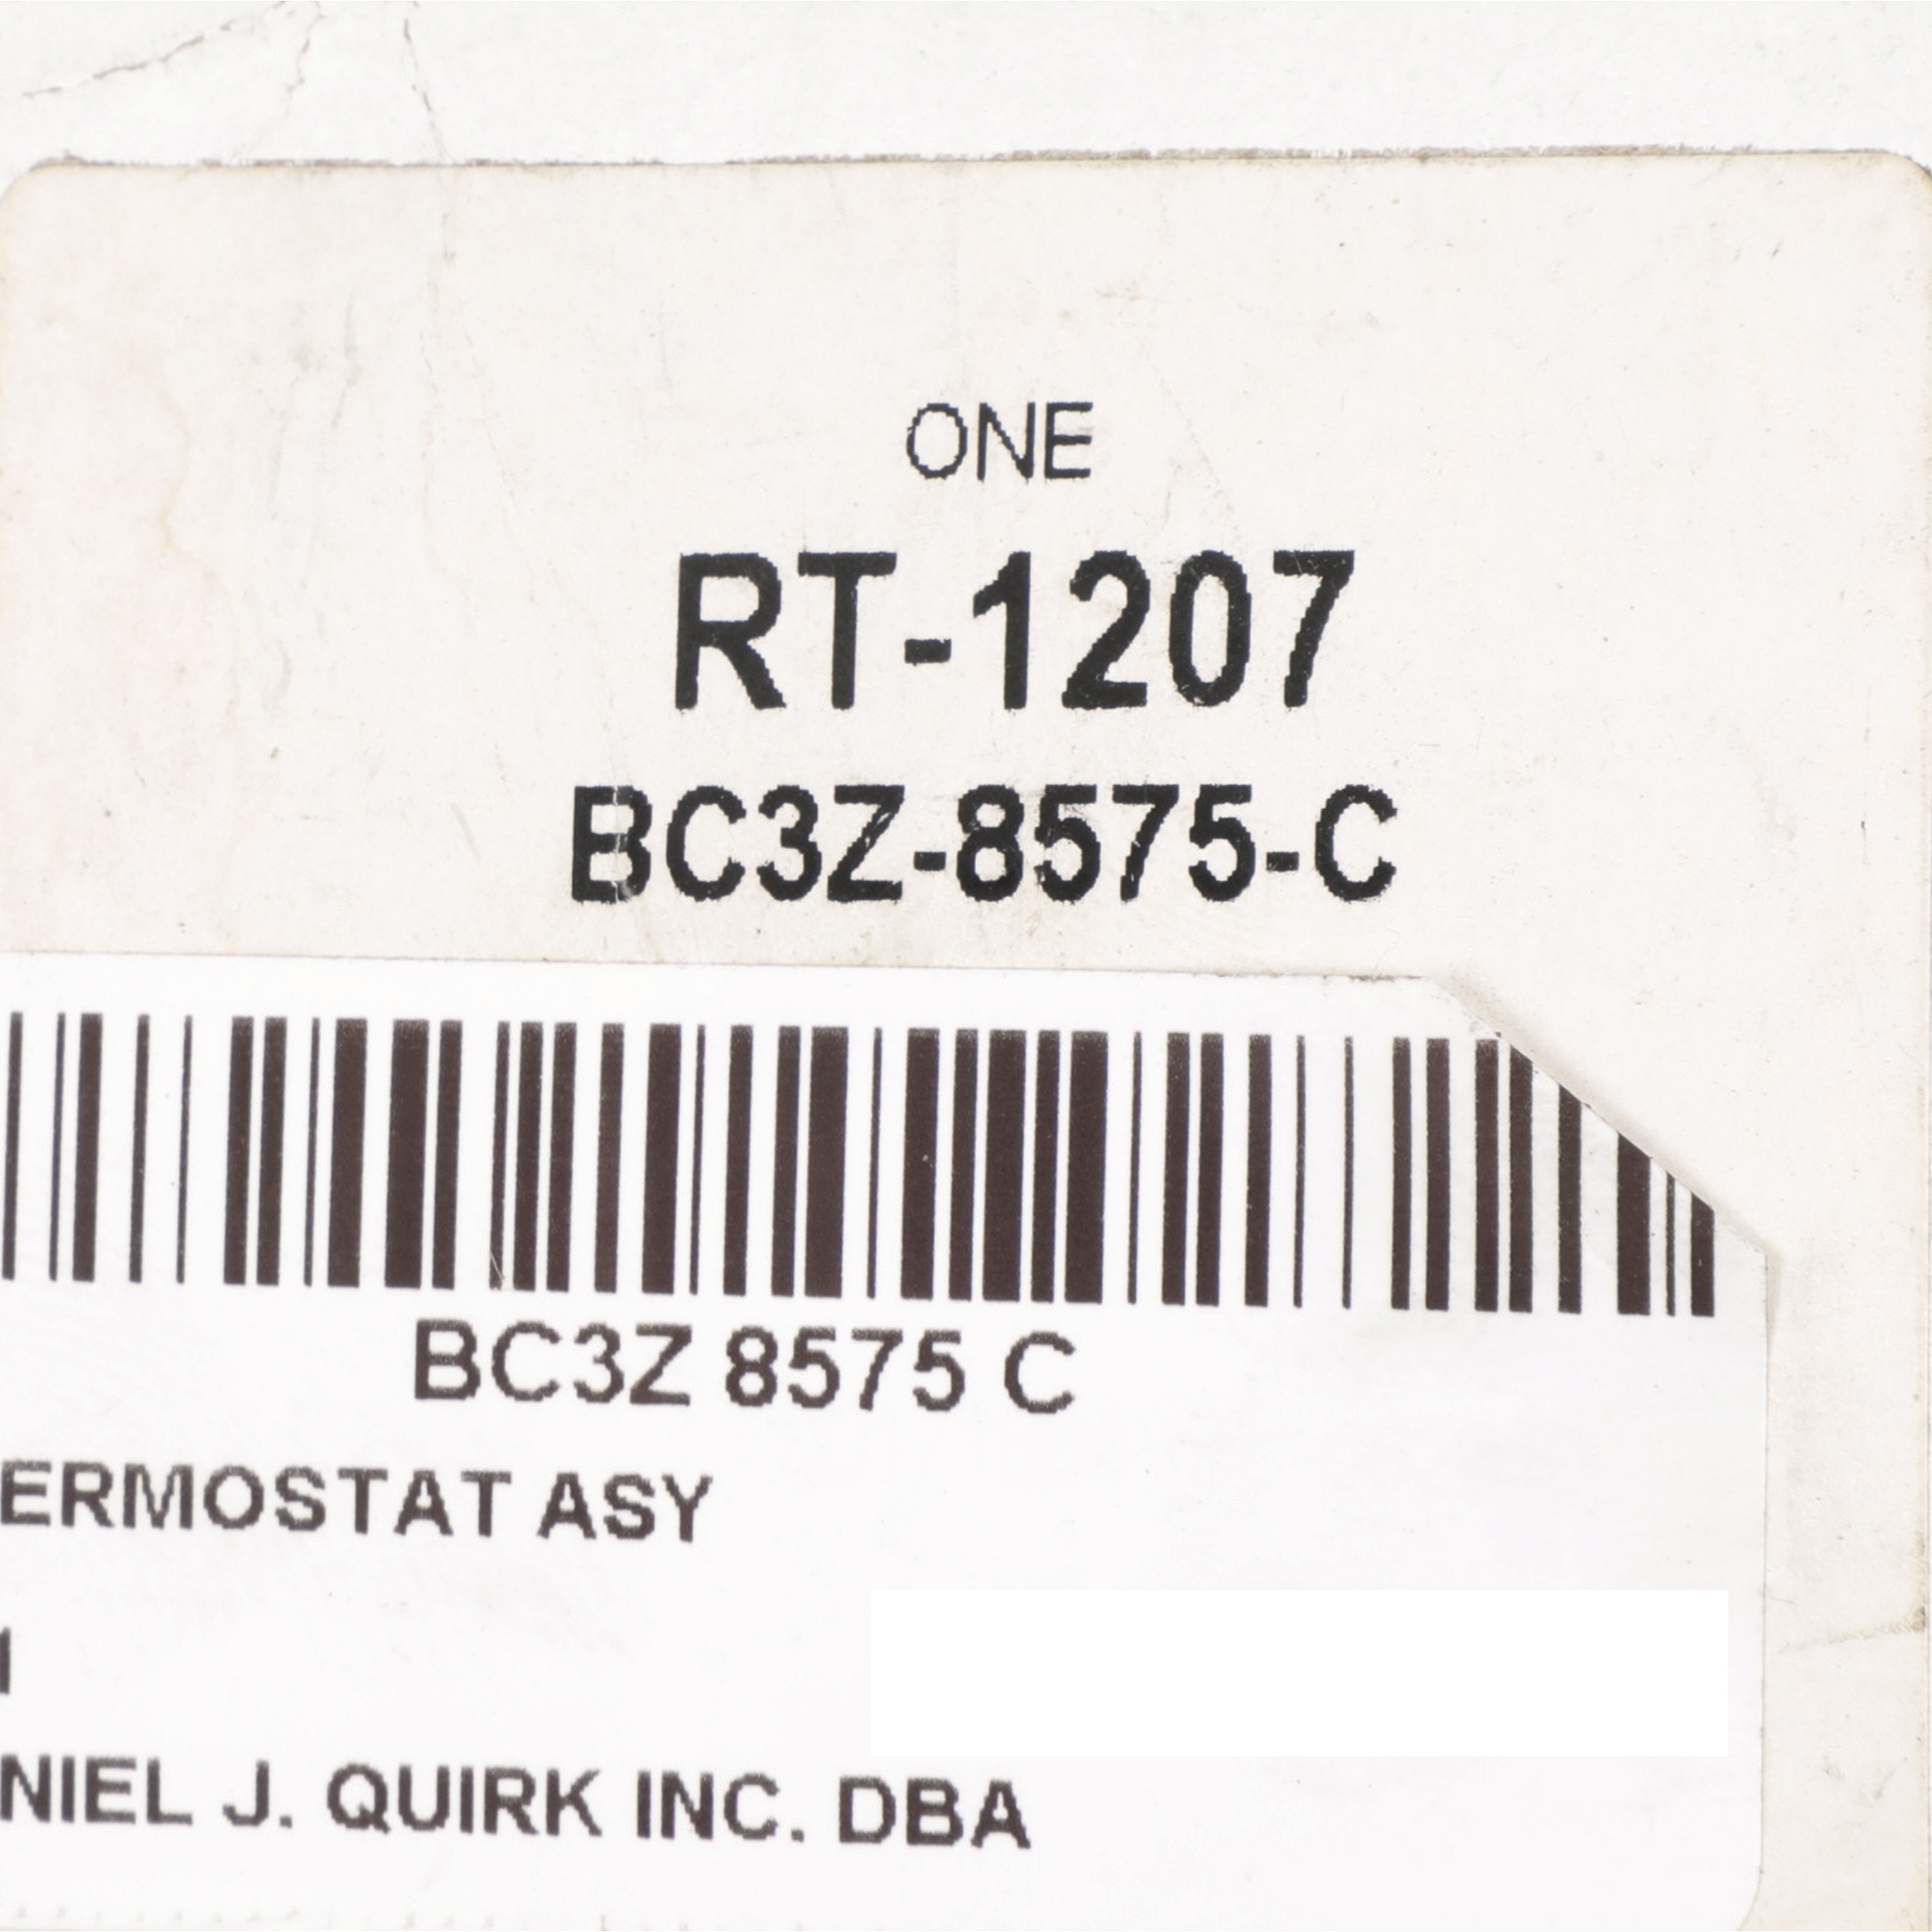 ONE
RT-1207
BC3Z-8575-C
BC3Z 8575 C
ERMOSTAT ASY
NIEL J. QUIRK INC. DBA